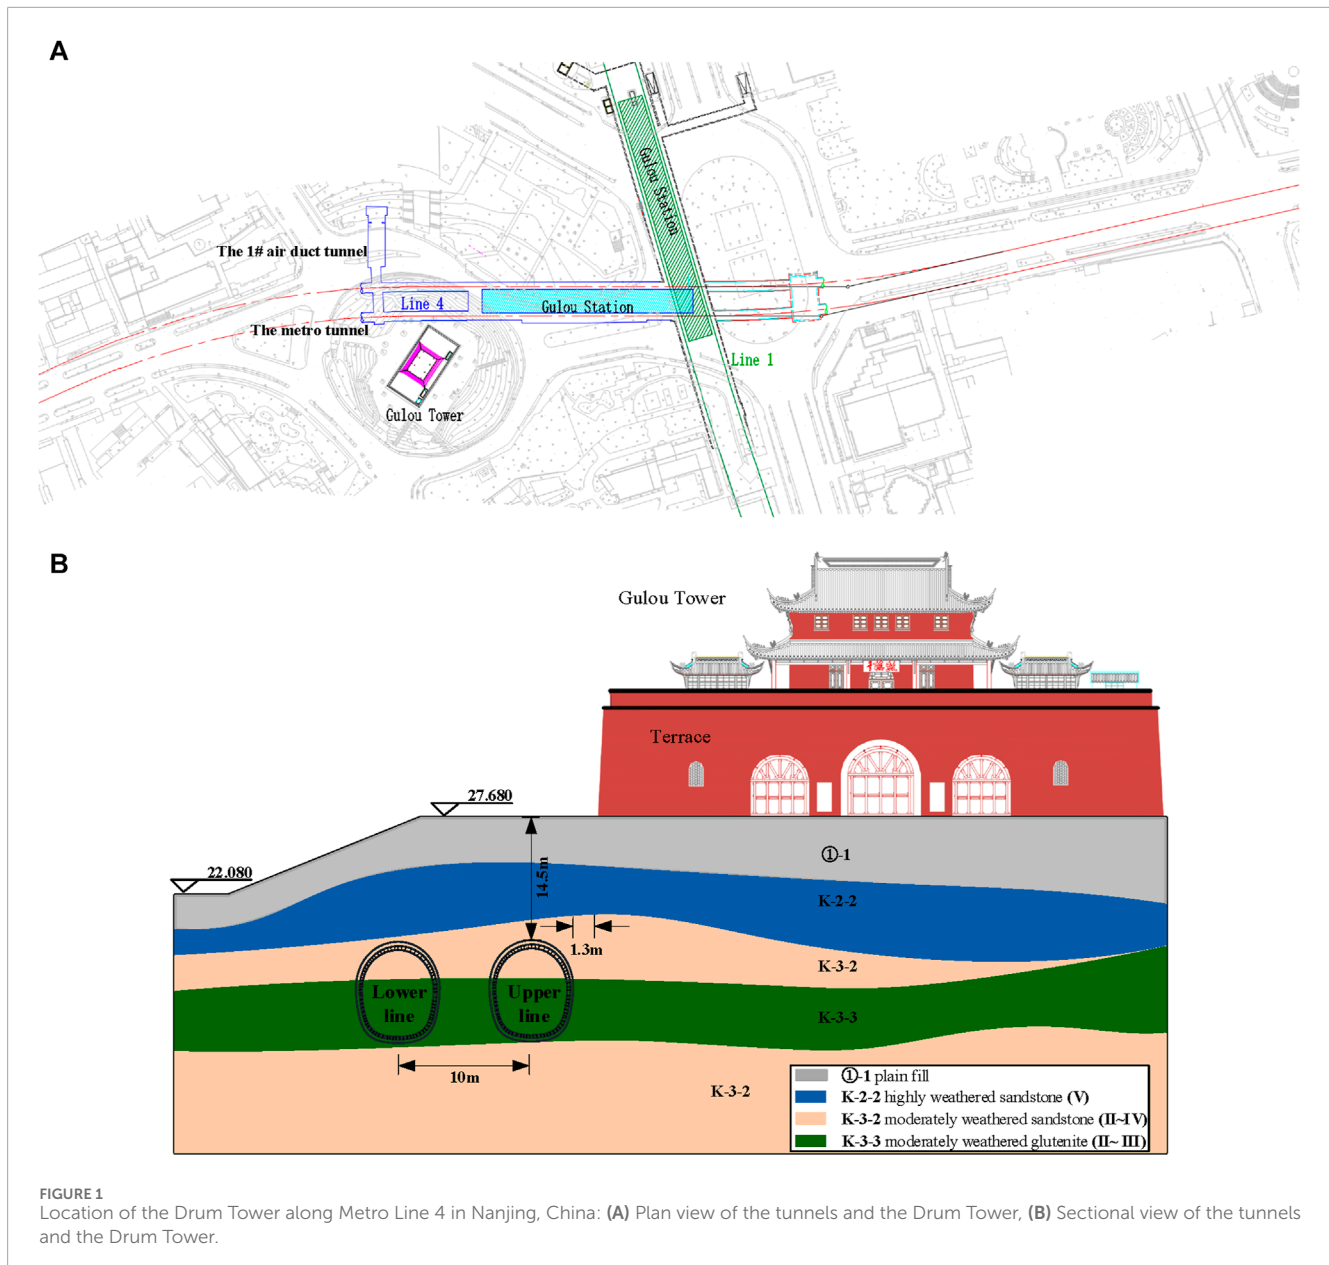 A
Gulou Station
The 1# air duct tunnel
Line 4
Gulou Station
The metro tunnel
Line 1
Gulou Tower
B
Gulou Tower
Terrace
27.680
22.080
14.5m
①-1
K-2-2
1.3m
K-3-2
Lower
line
Upper
line
K-3-3
10m
K-3-2
①-1 plain fill
K-2-2 highly weathered sandstone (V)
K-3-2 moderately weathered sandstone (II~IV)
K-3-3 moderately weathered glutenite (II~ III)
FIGURE 1
Location of the Drum Tower along Metro Line 4 in Nanjing, China: (A) Plan view of the tunnels and the Drum Tower, (B) Sectional view of the tunnels
and the Drum Tower.